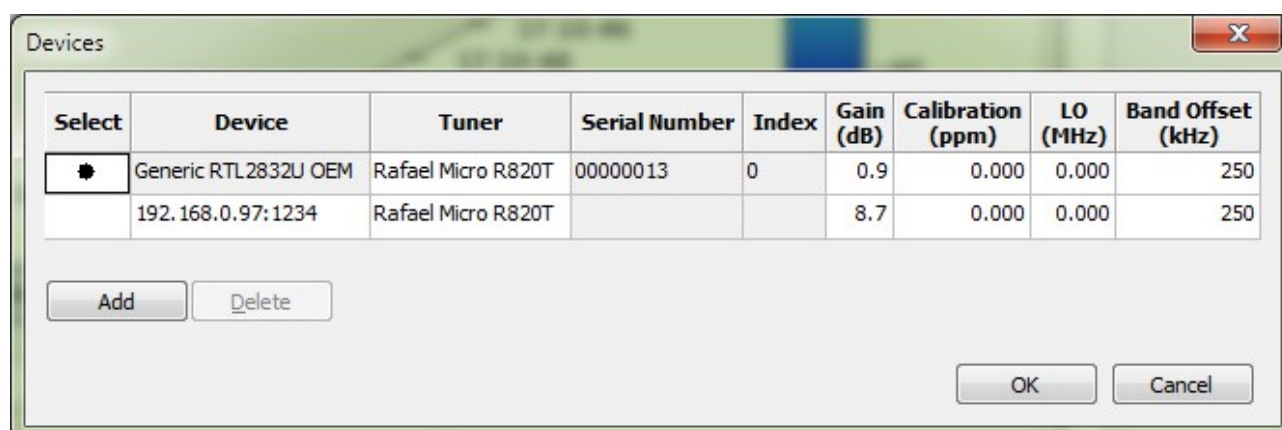 Devices
Select Device Tuner Serial Number Index Gain (dB) Calibration (ppm) LO (MHz) Band Offset (kHz)
Generic RTL2832U OEM Rafael Micro R820T 00000013 0 0.9 0.000 0.000 250
192.168.0.97:1234 Rafael Micro R820T 8.7 0.000 0.000 250
Add Delete
OK Cancel